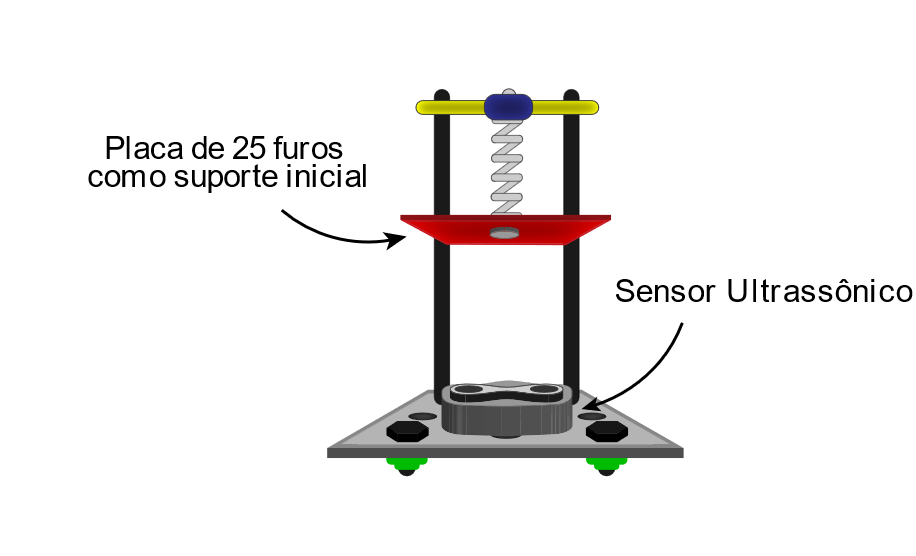 Placa de 25 furos
como suporte inicial
Sensor Ultrassônico